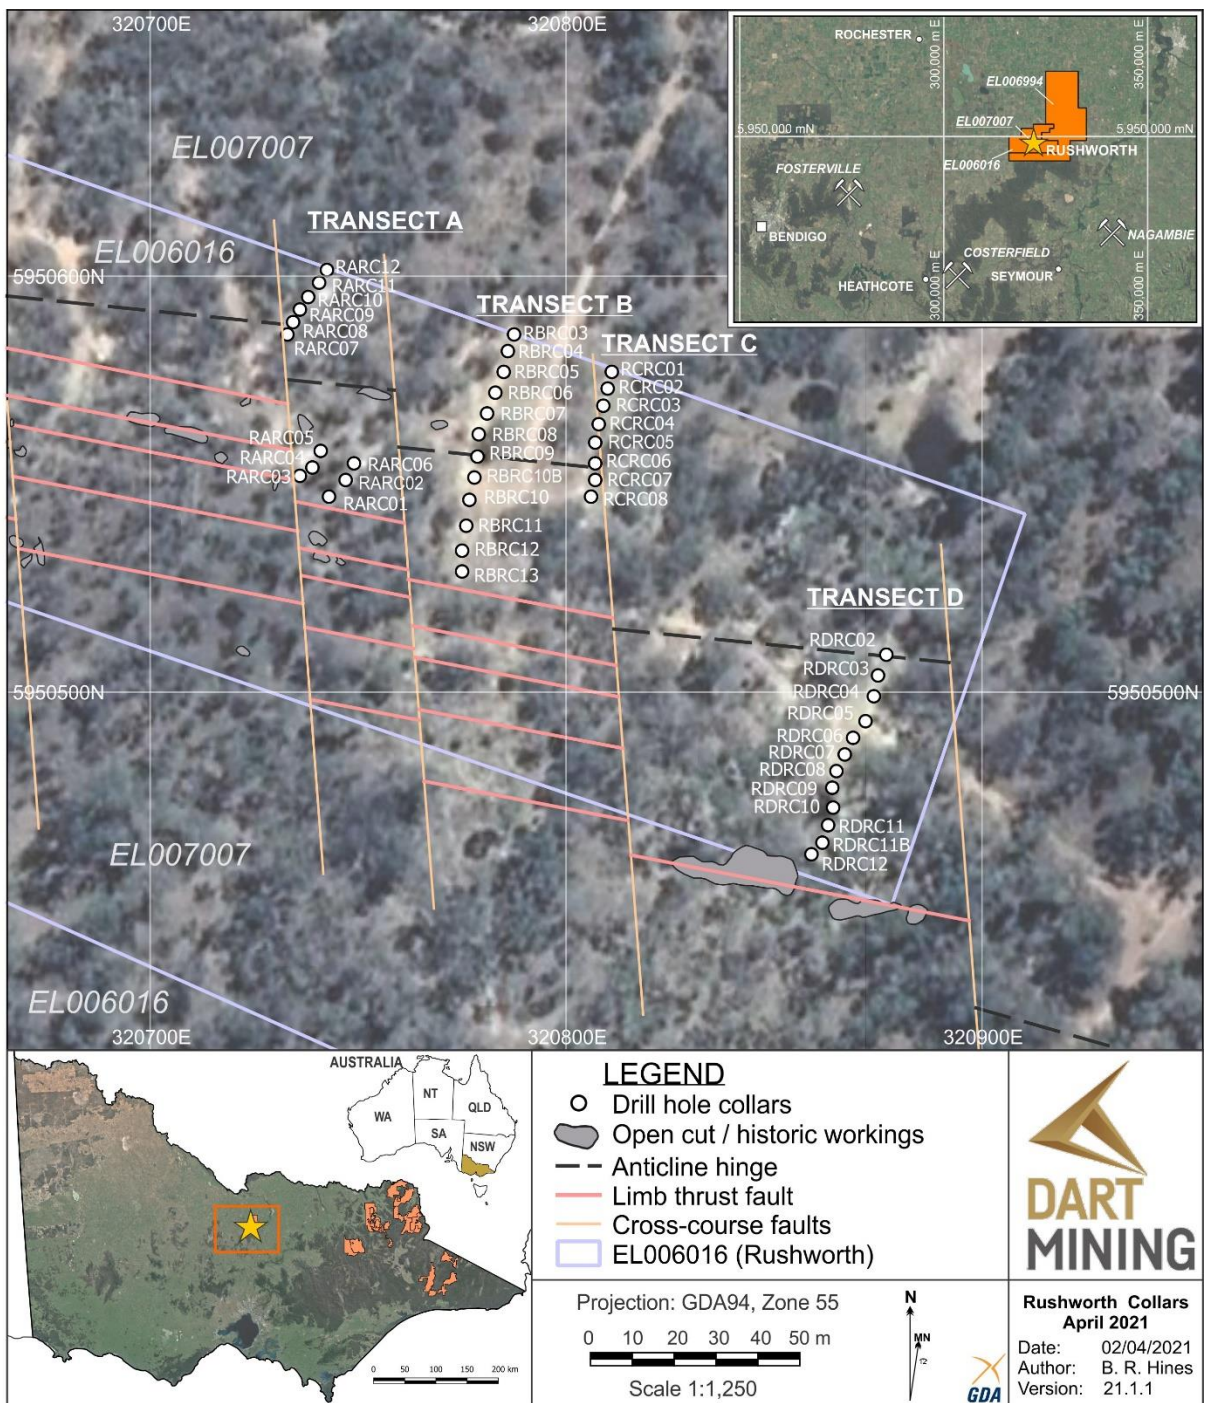 320700E
320800E
EL007007
EL006016
TRANSECT A
5950600N
RARC12
RARC11
RARC10
RARC09
RARC08
RARC07
RARC05
RARC04
RARC03
RARC06
RARC02
RARC01
TRANSECT B
RBRC03
RBRC04
RBRC05
RBRC06
RBRC07
RBRC08
RBRC09
RBRC10B
RBRC10
RBRC11
RBRC12
RBRC13
TRANSECT C
RCRC01
RCRC02
RCRC03
RCRC04
RCRC05
RCRC06
RCRC07
RCRC08
TRANSECT D
RDRC02
RDRC03
RDRC04
RDRC05
RDRC06
RDRC07
RDRC08
RDRC09
RDRC10
RDRC11
RDRC11B
RDRC12
5950500N
5950500N
EL007007
EL006016
320700E
320800E
320900E
ROCHESTER
300,000 m E
350,000 m E
EL006994
5,950,000 mN
EL007007
5,950,000 mN
RUSHWORTH
EL006016
FOSTERVILLE
BENDIGO
NAGAMBIE
COSTERFIELD
SEYMOUR
HEATHCOTE
300,000 m E
350,000 m E
AUSTRALIA
NT
WA
QLD
SA
NSW
0 50 100 150 200 km
LEGEND
Drill hole collars
Open cut / historic workings
Anticline hinge
Limb thrust fault
Cross-course faults
EL006016 (Rushworth)
Projection: GDA94, Zone 55
0 10 20 30 40 50 m
Scale 1:1,250
N
MN
GDA
DART
MINING
Rushworth Collars
April 2021
Date: 02/04/2021
Author: B. R. Hines
Version: 21.1.1